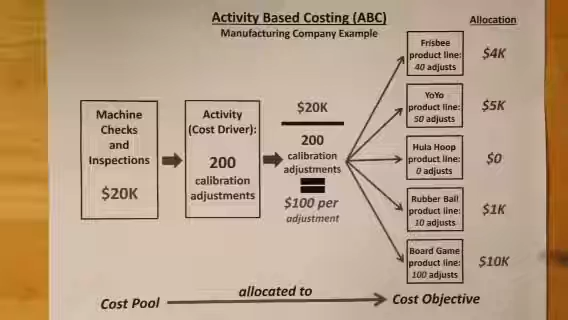 Activity Based Costing (ABC)
Manufacturing Company Example
Allocation
Machine
Checks
and
Inspections
$20K
Activity
(Cost Driver):
200
calibration
adjustments
$20K
200
calibration
adjustments
=
$100 per
adjustment
Frisbee
product line:
40 adjusts
$4K
YoYo
product line:
50 adjusts
$5K
Hula Hoop
product line:
0 adjusts
$0
Rubber Ball
product line:
10 adjusts
$1K
Board Game
product line:
100 adjusts
$10K
Cost Pool
allocated to
Cost Objective